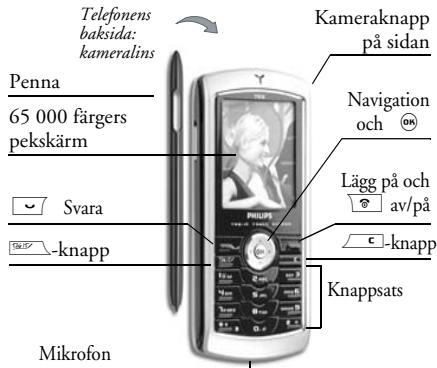 Telefonens
baksida:
kameralins
Kameraknapp
på sidan
Penna
65 000 färgers
pekskärm
Navigation
och OK
Svara
Lägg på och
av/på
-knapp
C -knapp
Knappsats
Mikrofon
PHILIPS